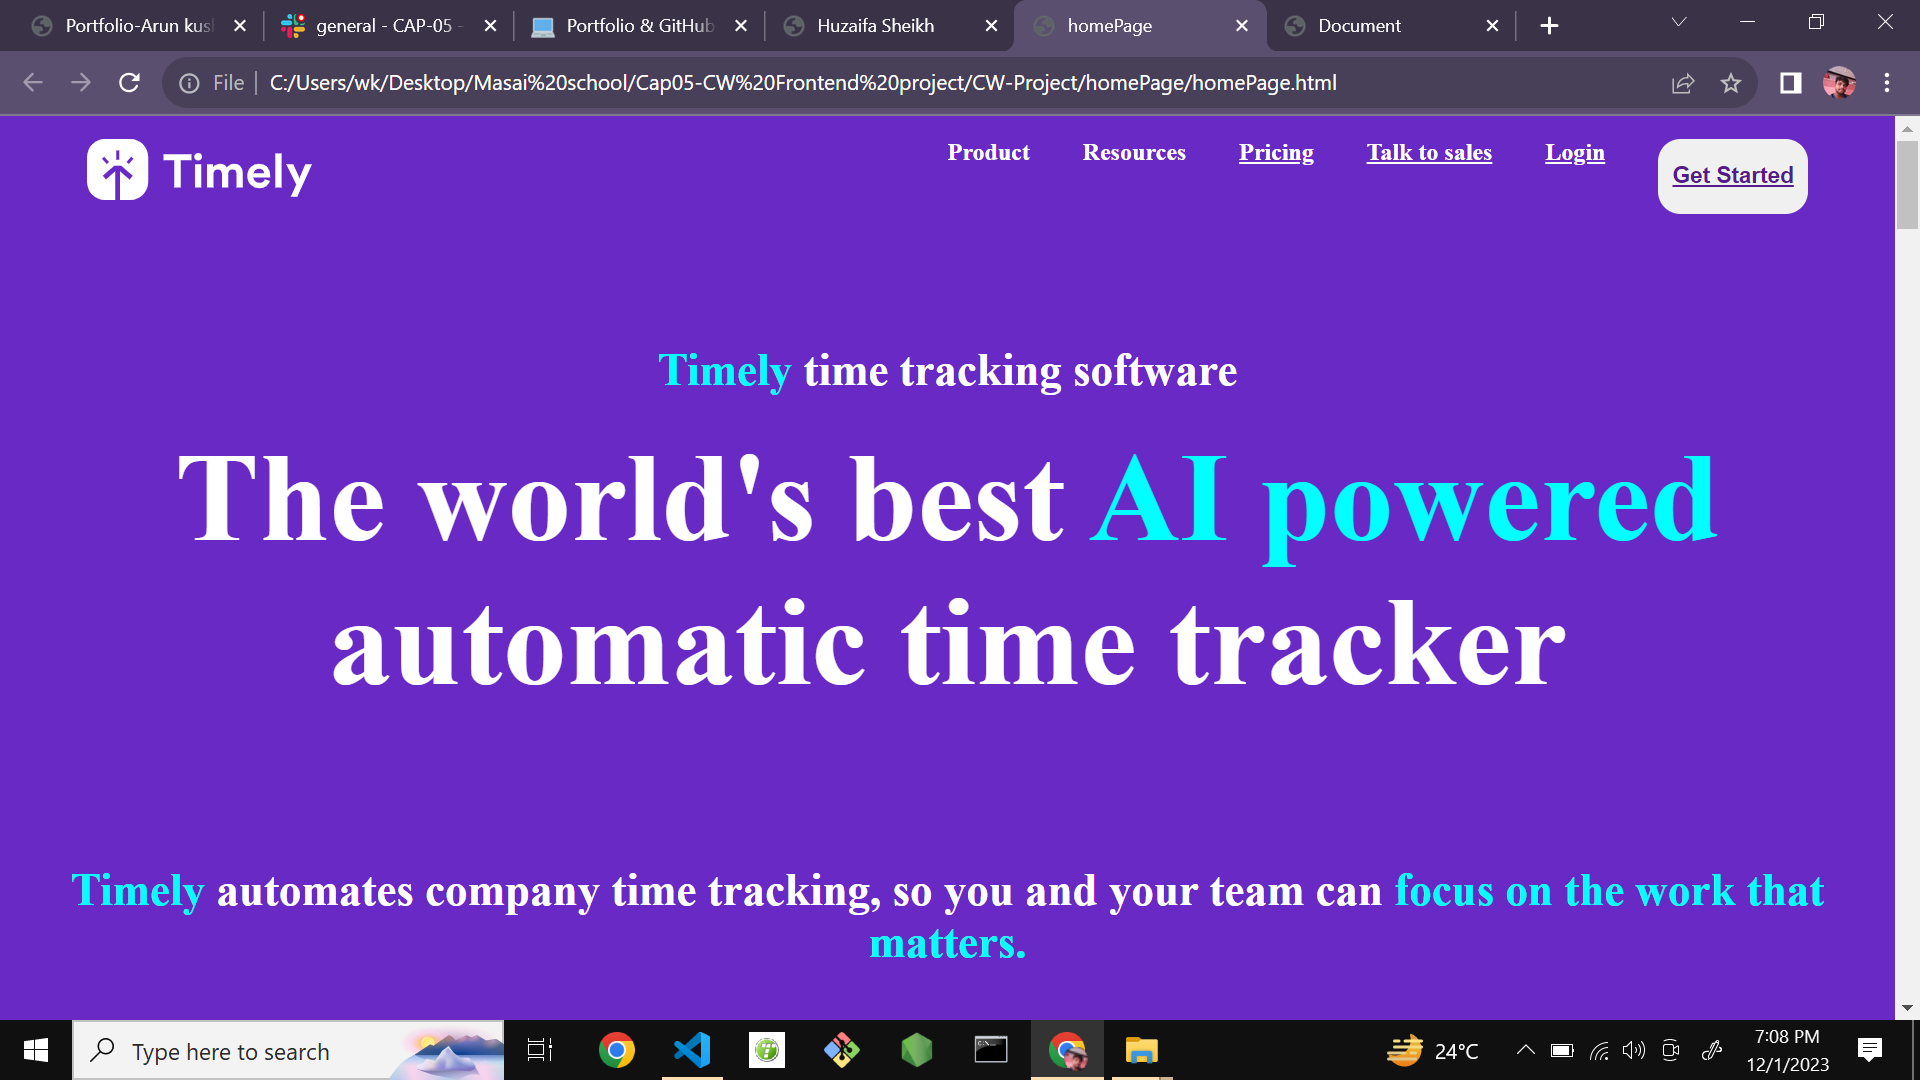 Portfolio-Arun kus
general - CAP-05 -
Portfolio & GitHub
Huzaifa Sheikh
homePage
Document
File
C:/Users/wk/Desktop/Masai%20school/Cap05-CW%20Frontend%20project/CW-Project/homePage/homePage.html
Timely
Product
Resources
Pricing
Talk to sales
Login
Get Started
Timely time tracking software
The world's best AI powered
automatic time tracker
Timely automates company time tracking, so you and your team can focus on the work that
matters.
Type here to search
24°C
7:08 PM
12/1/2023